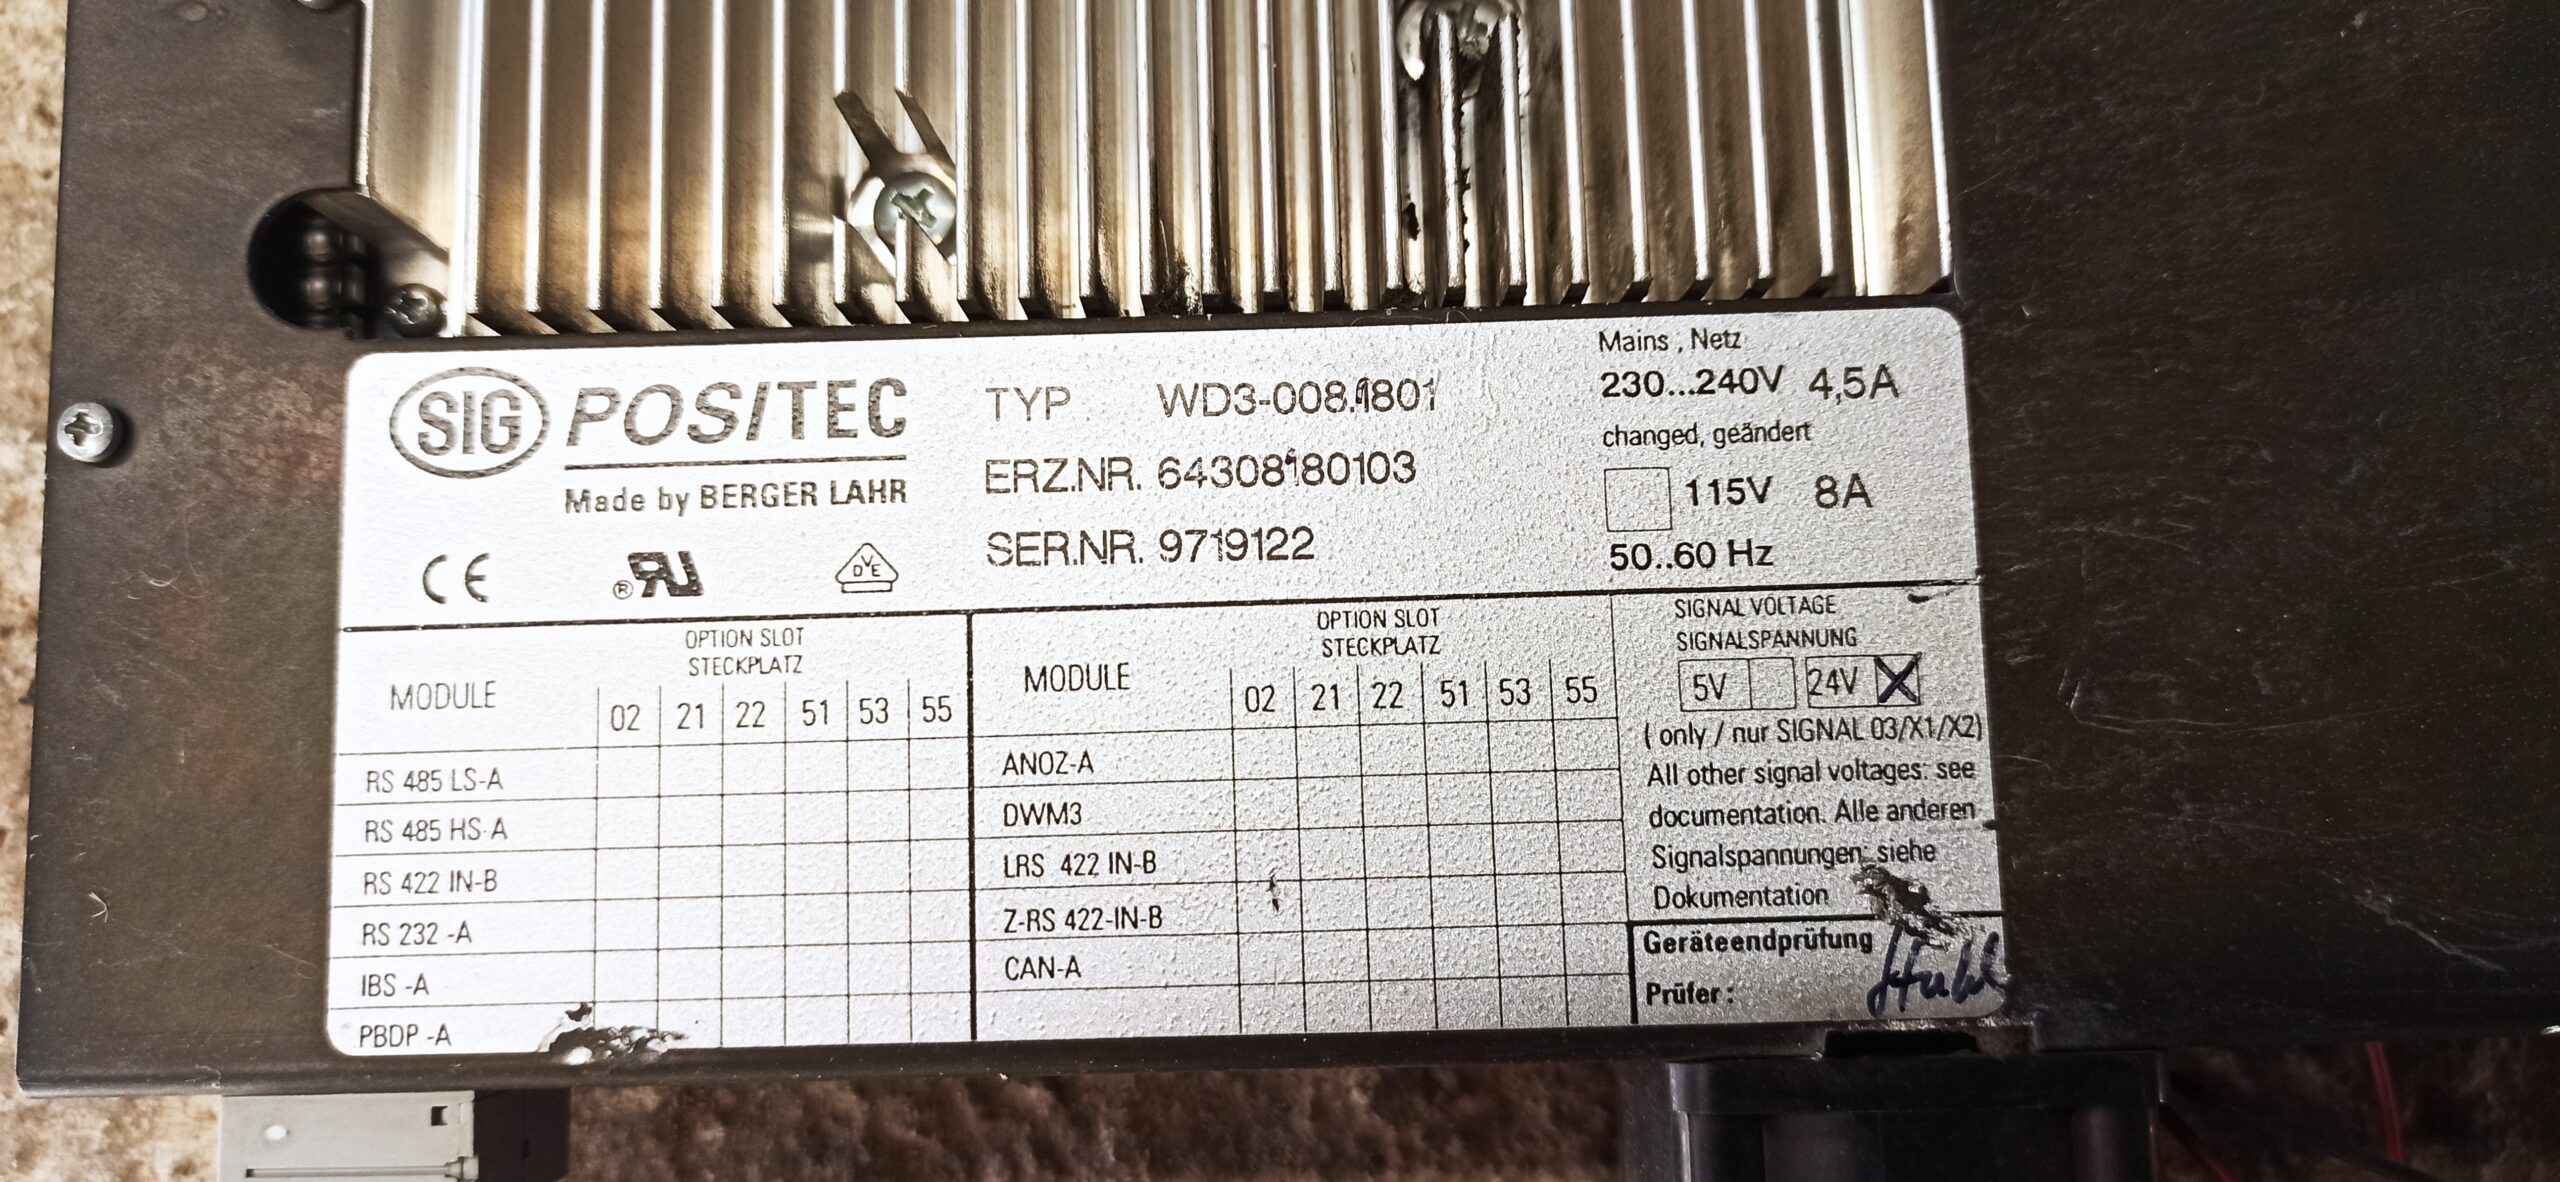 SIG POSITEC
Made by BERGER LAHR
CE ® RU DVE
TYP WD3-008.1801
ERZ.NR. 64308180103
SER.NR. 9719122
Mains , Netz
230...240V 4,5A
changed, geändert
115V 8A
50..60 Hz
MODULE
OPTION SLOT
STECKPLATZ
02 21 22 51 53 55
RS 485 LS-A
RS 485 HS-A
RS 422 IN-B
RS 232 -A
IBS -A
PBDP -A
MODULE
OPTION SLOT
STECKPLATZ
02 21 22 51 53 55
ANOZ-A
DWM3
LRS 422 IN-B
Z-RS 422-IN-B
CAN-A
SIGNAL VOLTAGE
SIGNALSPANNUNG
5V 24V X
( only / nur SIGNAL 03/X1/X2)
All other signal voltages: see
documentation. Alle anderen
Signalspannungen: siehe
Dokumentation
Geräteendprüfung
Prüfer :